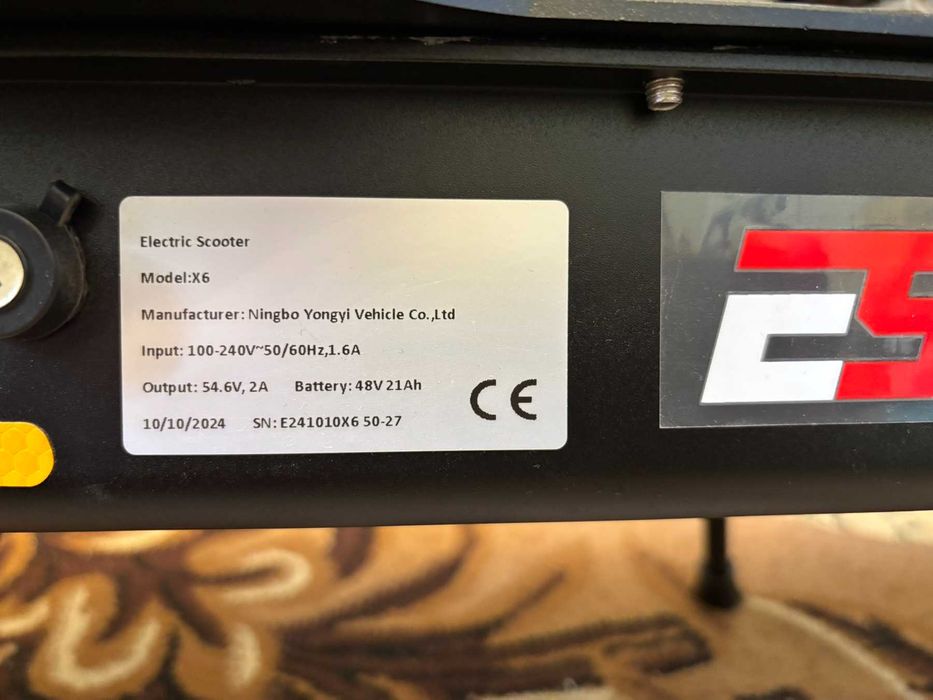 Electric Scooter
Model:X6
Manufacturer: Ningbo Yongyi Vehicle Co.,Ltd
Input: 100-240V~50/60Hz,1.6A
Output: 54.6V, 2A Battery: 48V 21Ah
CE
10/10/2024 SN: E241010X6 50-27